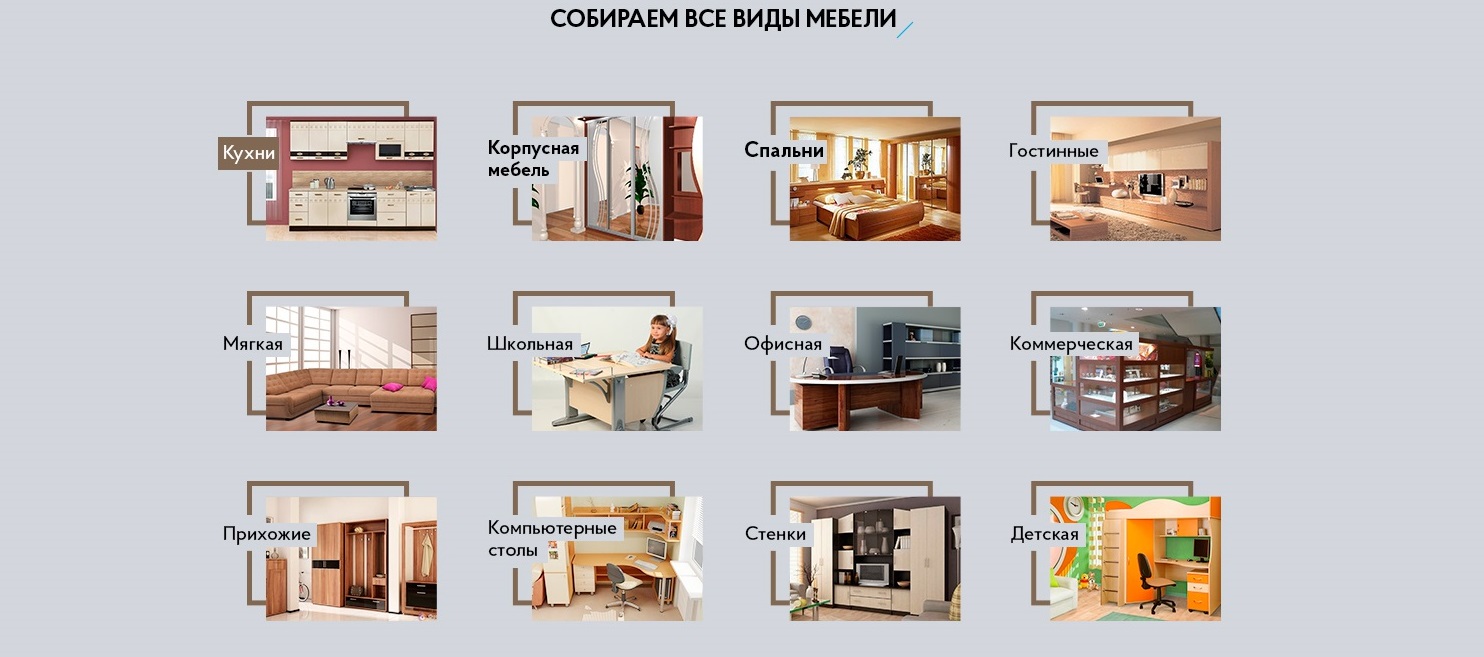 СОБИРАЕМ ВСЕ ВИДЫ МЕБЕЛИ
Кухни
Корпусная
мебель
Спальни
Гостинные
Мягкая
Школьная
Офисная
Коммерческая
Прихожие
Компьютерные
столы
Стенки
Детская